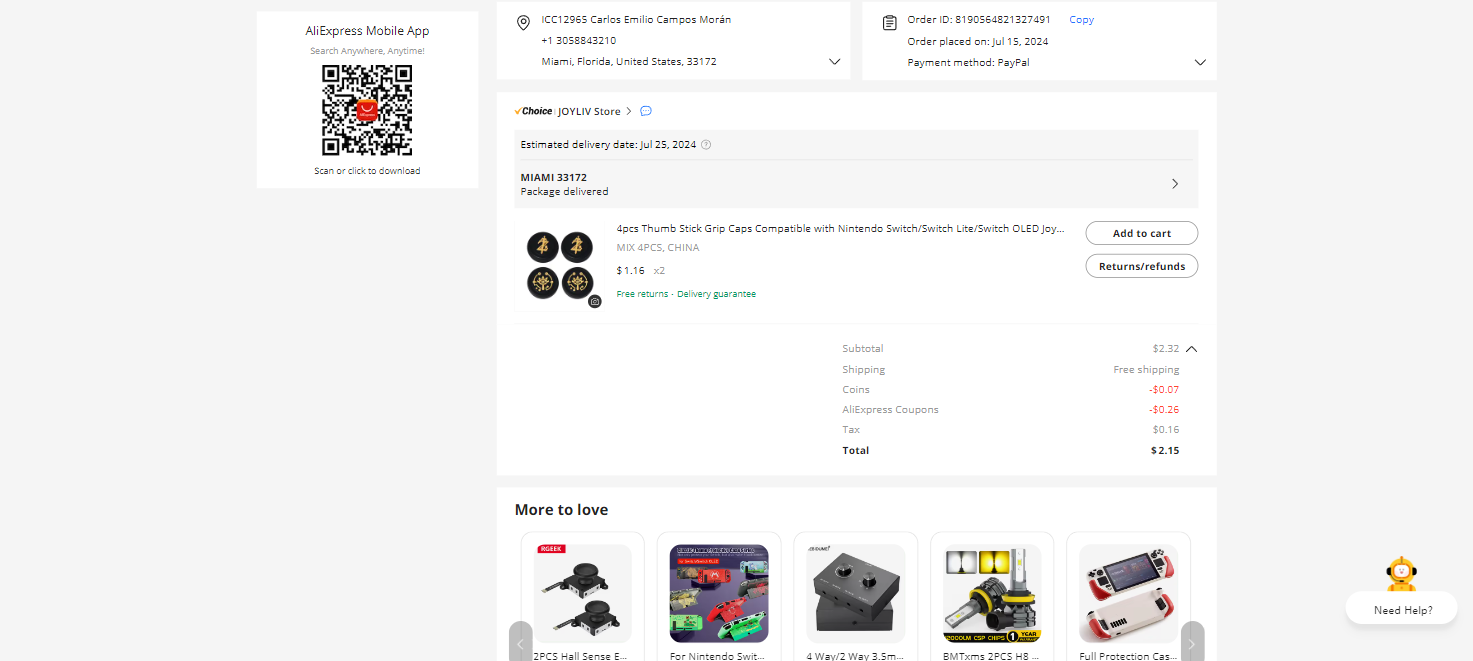 AliExpress Mobile App
Search Anywhere, Anytime!
Scan or click to download
ICC12965 Carlos Emilio Campos Morán
+1 3058843210
Miami, Florida, United States, 33172
Order ID: 8190564821327491 Copy
Order placed on: Jul 15, 2024
Payment method: PayPal
Choice JOYLIV Store
Estimated delivery date: Jul 25, 2024
MIAMI 33172
Package delivered
4pcs Thumb Stick Grip Caps Compatible with Nintendo Switch/Switch Lite/Switch OLED Joy...
MIX 4PCS, CHINA
$1.16 x2
Free returns · Delivery guarantee
Add to cart
Returns/refunds
Subtotal $2.32
Shipping Free shipping
Coins -$0.07
AliExpress Coupons -$0.26
Tax $0.16
Total $2.15
More to love
RGEEK
2PCS Hall Sense E...
For Nintendo Swit...
4 Way/2 Way 3.5m...
CSP CHIPS 1 YEAR
BMTxms 2PCS H8 ...
Full Protection Cas...
Need Help?